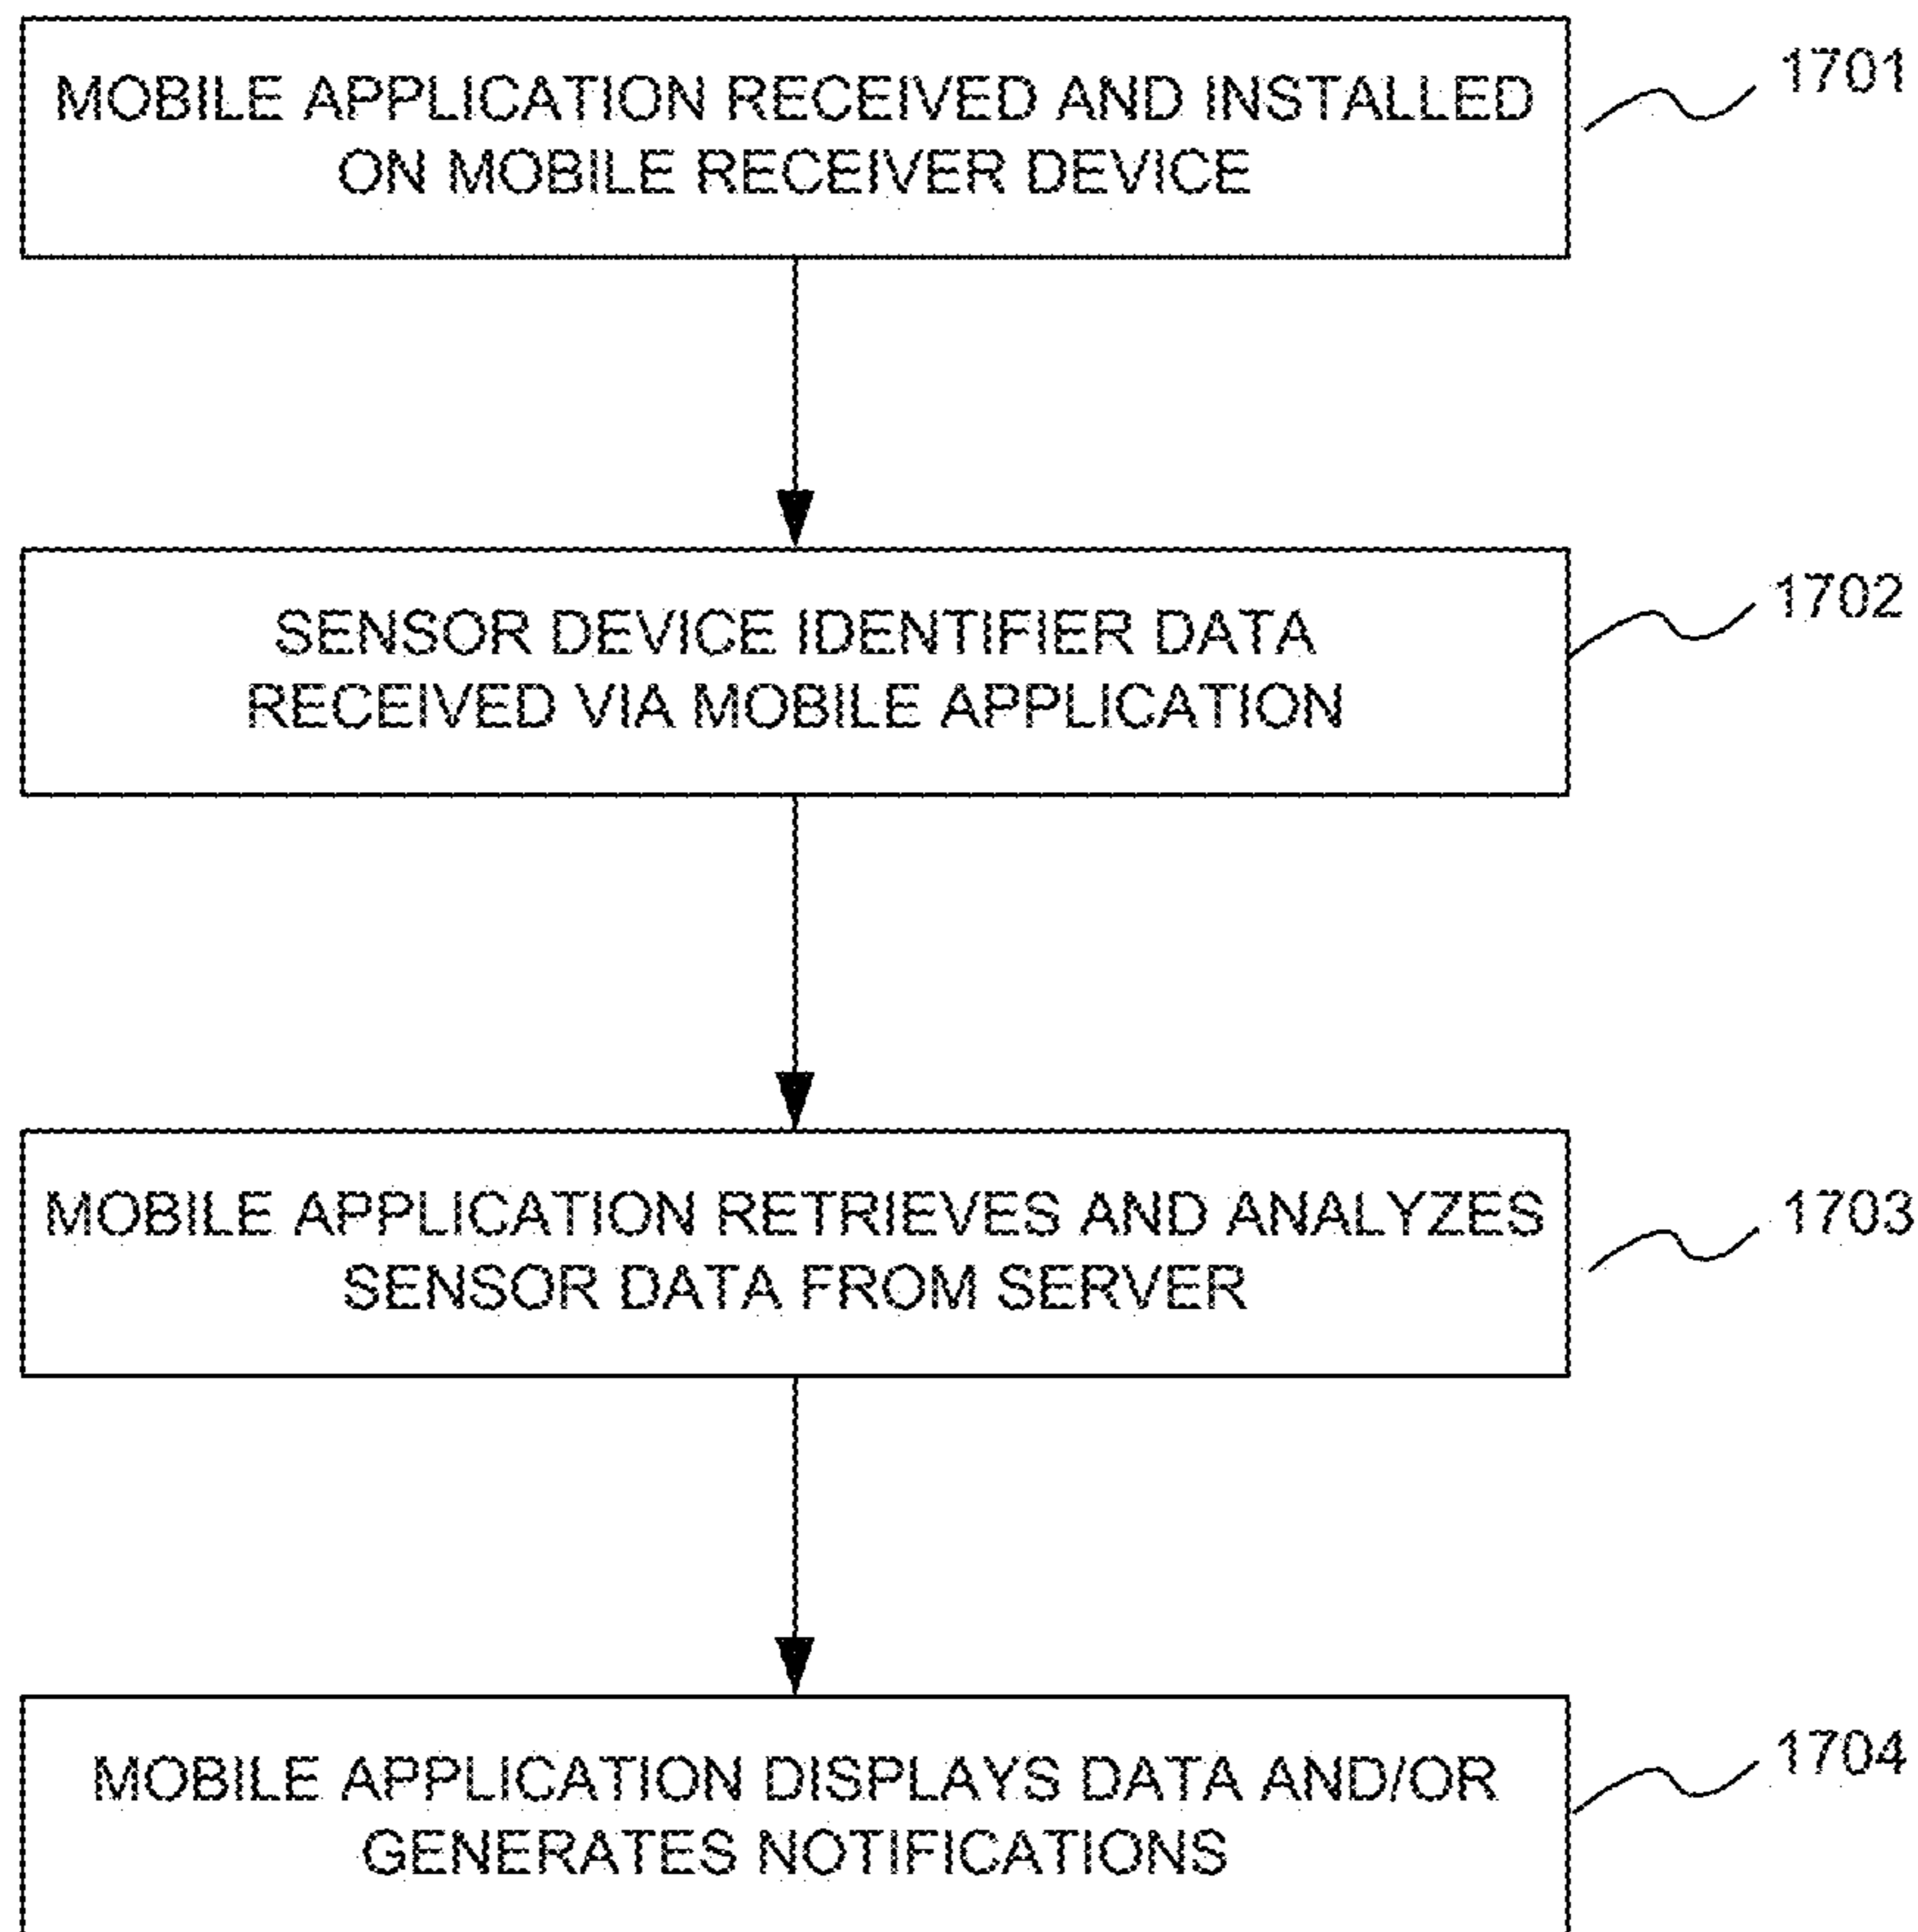 MOBILE APPLICATION RECEIVED AND INSTALLED
ON MOBILE RECEIVER DEVICE
1701
SENSOR DEVICE IDENTIFIER DATA
RECEIVED VIA MOBILE APPLICATION
1702
MOBILE APPLICATION RETRIEVES AND ANALYZES
SENSOR DATA FROM SERVER
1703
MOBILE APPLICATION DISPLAYS DATA AND/OR
GENERATES NOTIFICATIONS
1704